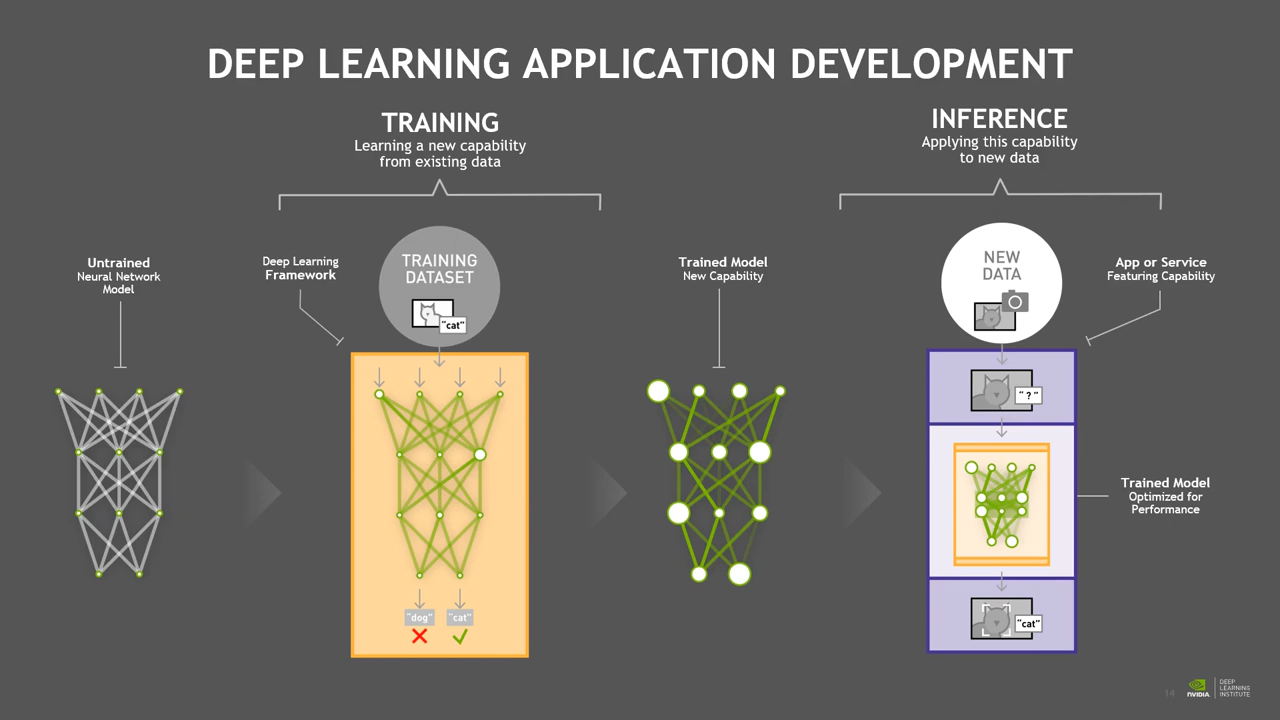 DEEP LEARNING APPLICATION DEVELOPMENT
TRAINING
Learning a new capability
from existing data
INFERENCE
Applying this capability
to new data
Untrained
Neural Network
Model
Deep Learning
Framework
TRAINING
DATASET
"cat"
"dog"
"cat"
Trained Model
New Capability
NEW
DATA
App or Service
Featuring Capability
"?"
Trained Model
Optimized for
Performance
"cat"
14
NVIDIA
DEEP
LEARNING
INSTITUTE